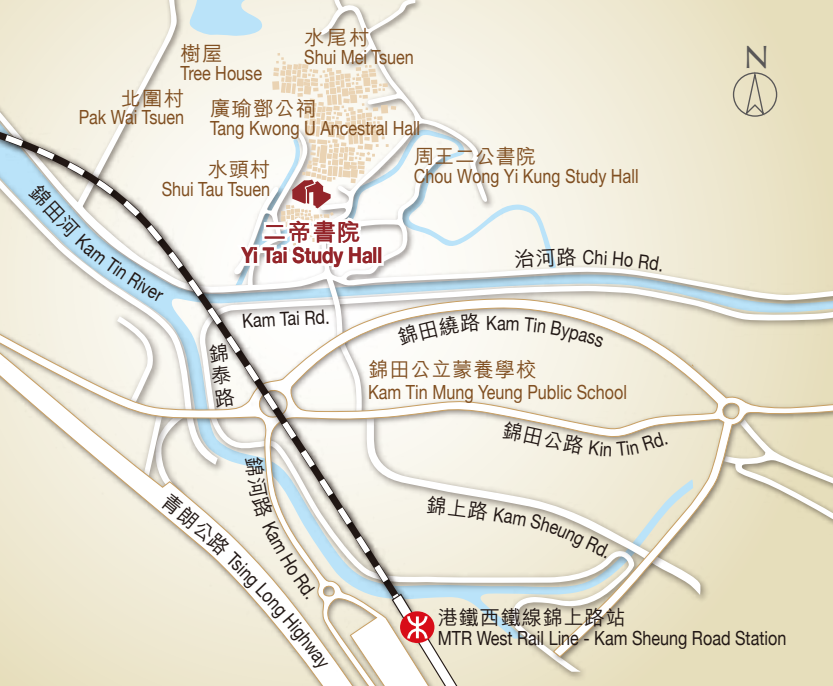 N
水尾村
Shui Mei Tsuen
樹屋
Tree House
北圍村
Pak Wai Tsuen
廣瑜鄧公祠
Tang Kwong U Ancestral Hall
周王二公書院
Chou Wong Yi Kung Study Hall
水頭村
Shui Tau Tsuen
二帝書院
Yi Tai Study Hall
錦田河 Kam Tin River
治河路 Chi Ho Rd.
Kam Tai Rd.
錦泰路
錦田繞路 Kam Tin Bypass
錦田公立蒙養學校
Kam Tin Mung Yeung Public School
錦田公路 Kin Tin Rd.
錦河路 Kam Ho Rd.
錦上路 Kam Sheung Rd.
青朗公路 Tsing Long Highway
港鐵西鐵線錦上路站
MTR West Rail Line - Kam Sheung Road Station